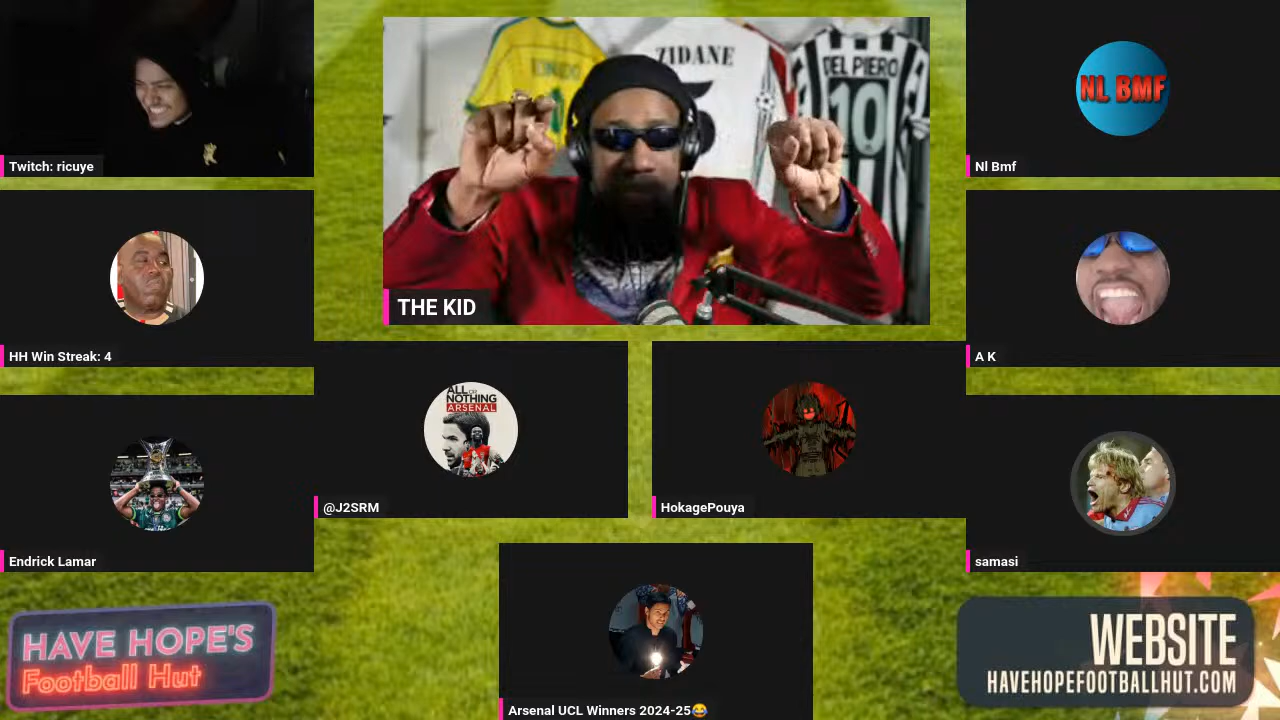 Twitch: ricuye
ZIDANE
DEL PIERO
10
THE KID
NL BMF
Nl Bmf
HH Win Streak: 4
A K
ALL OR
NOTHING
ARSENAL
@J2SRM
HokagePouya
Endrick Lamar
samasi
HAVE HOPE'S
Football Hut
WEBSITE
HAVEHOPEFOOTBALLHUT.COM
Arsenal UCL Winners 2024-25😂